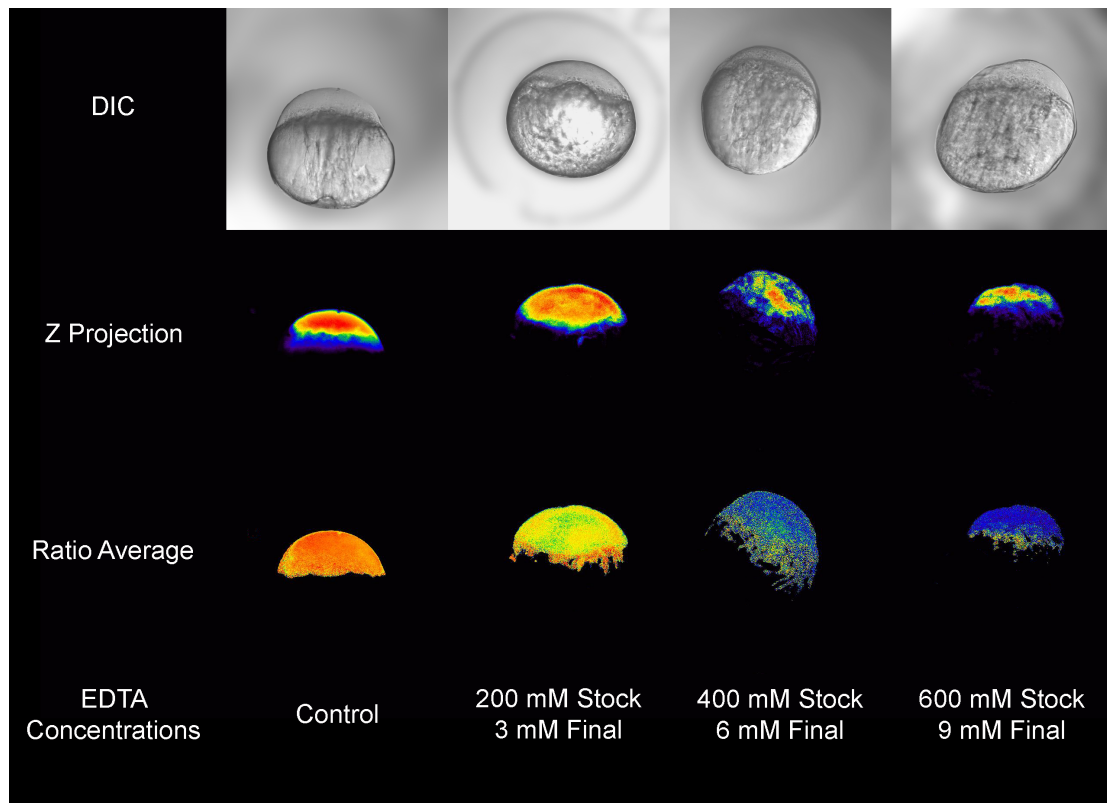 DIC
Z Projection
Ratio Average
EDTA
Concentrations
Control
200 mM Stock
3 mM Final
400 mM Stock
6 mM Final
600 mM Stock
9 mM Final